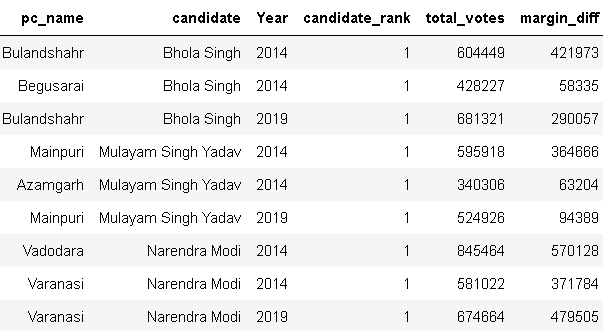 pc_name candidate Year candidate_rank total_votes margin_diff
Bulandshahr Bhola Singh 2014 1 604449 421973
Begusarai Bhola Singh 2014 1 428227 58335
Bulandshahr Bhola Singh 2019 1 681321 290057
Mainpuri Mulayam Singh Yadav 2014 1 595918 364666
Azamgarh Mulayam Singh Yadav 2014 1 340306 63204
Mainpuri Mulayam Singh Yadav 2019 1 524926 94389
Vadodara Narendra Modi 2014 1 845464 570128
Varanasi Narendra Modi 2014 1 581022 371784
Varanasi Narendra Modi 2019 1 674664 479505